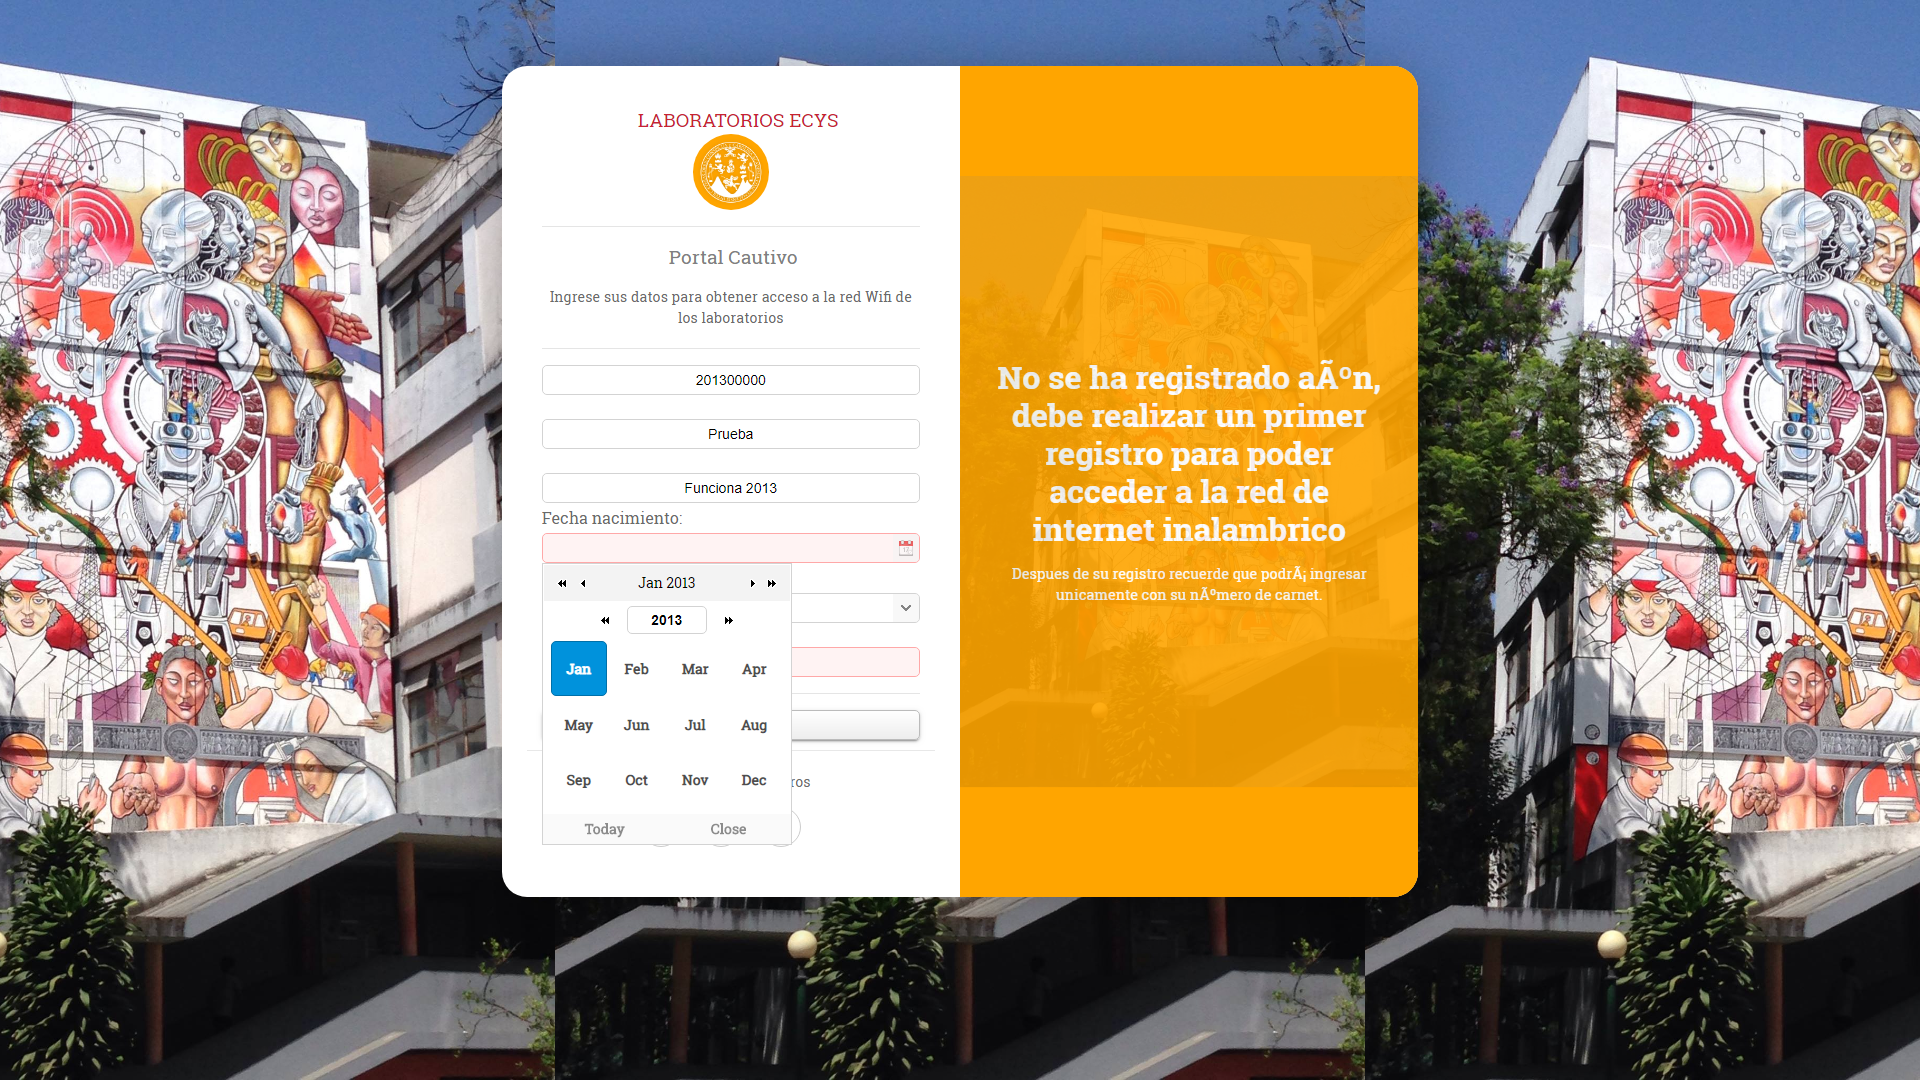 LABORATORIOS ECYS
Portal Cautivo
Ingrese sus datos para obtener acceso a la red Wifi de
los laboratorios
201300000
Prueba
Funciona 2013
Fecha nacimiento:
Jan 2013
2013
Jan Feb Mar Apr
May Jun Jul Aug
Sep Oct Nov Dec
ros
Today Close
No se ha registrado aÃºn,
debe realizar un primer
registro para poder
acceder a la red de
internet inalambrico
Despues de su registro recuerde que podrÃ¡ ingresar
unicamente con su nÃºmero de carnet.